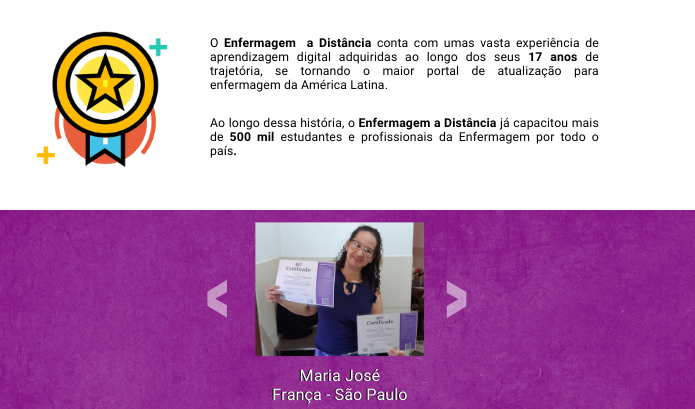 O Enfermagem a Distância conta com umas vasta experiência de
aprendizagem digital adquiridas ao longo dos seus 17 anos de
trajetória, se tornando o maior portal de atualização para
enfermagem da América Latina.
Ao longo dessa história, o Enfermagem a Distância já capacitou mais
de 500 mil estudantes e profissionais da Enfermagem por todo o
país.
Certificado
Certificado
Maria José
França - São Paulo